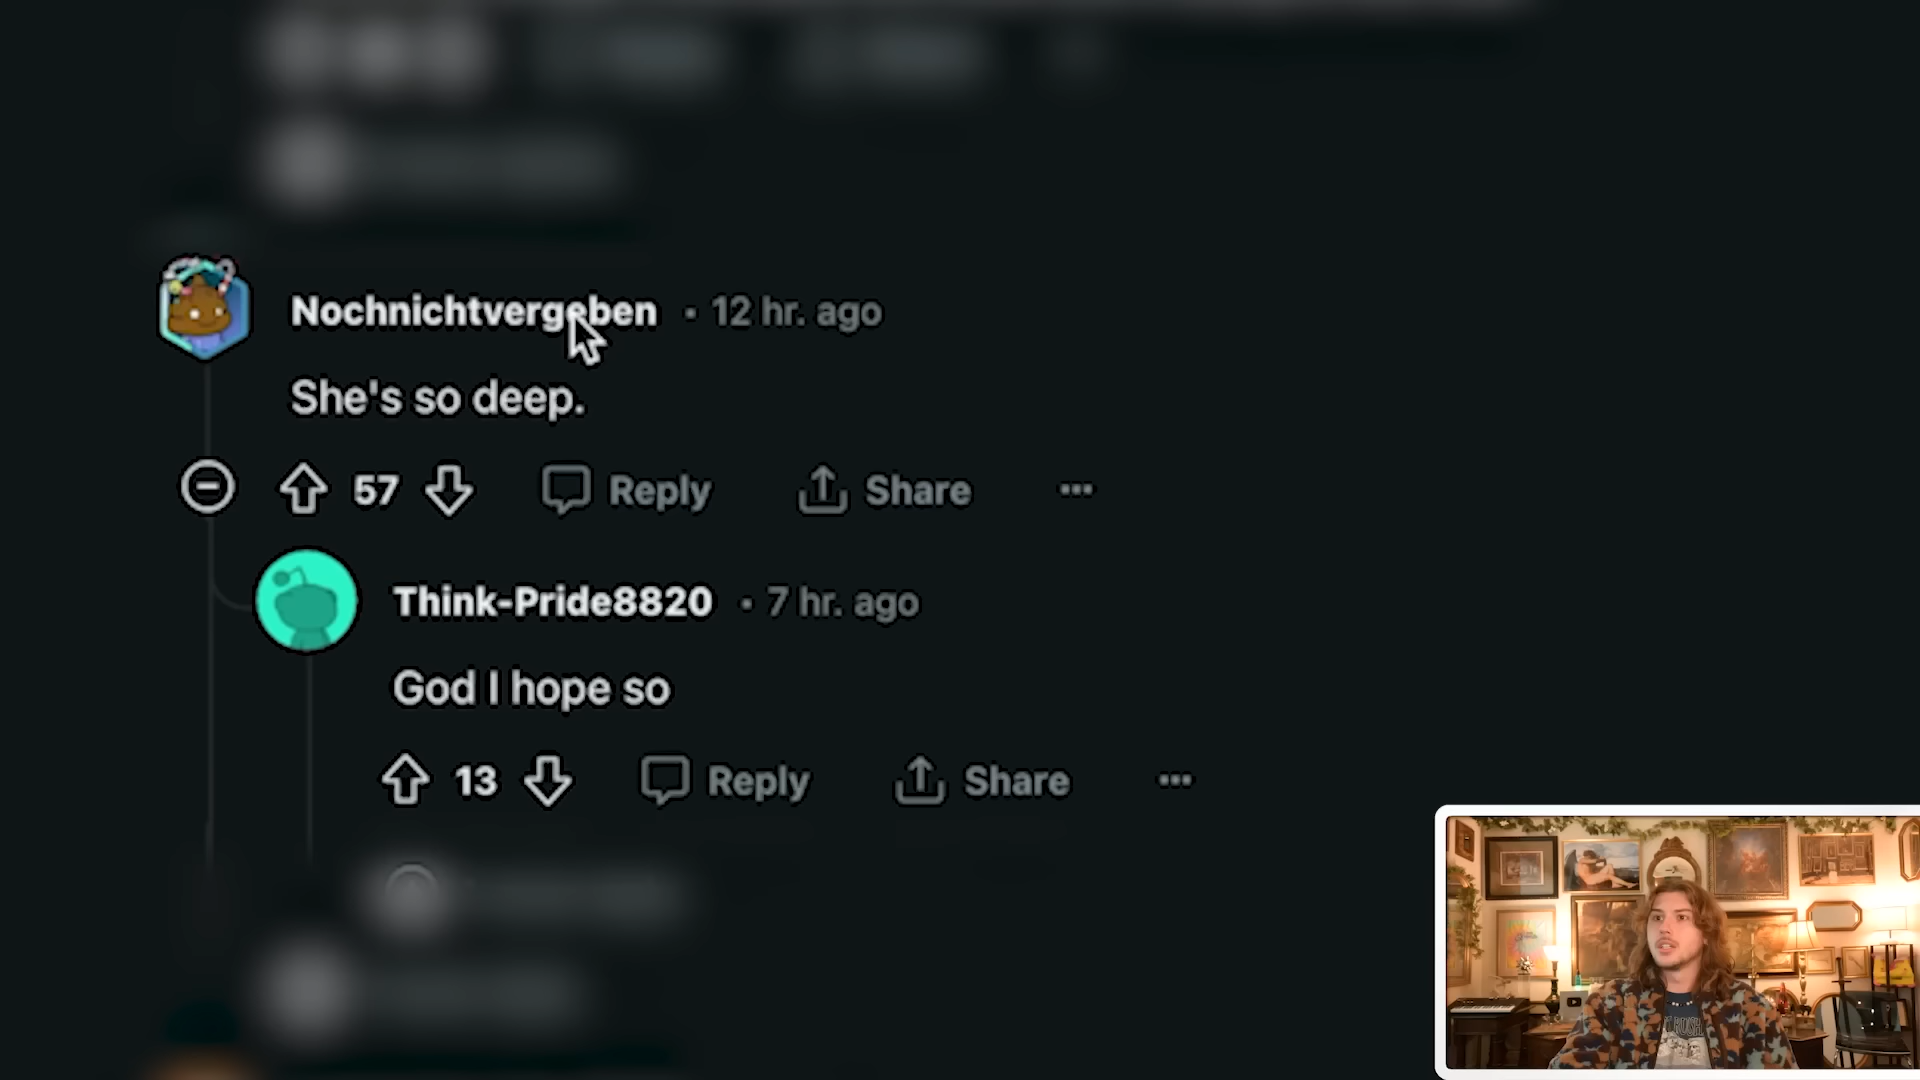 Nochnichtvergeben • 12 hr. ago
She's so deep.
57 Reply Share ...
Think-Pride8820 • 7 hr. ago
God I hope so
13 Reply Share ...